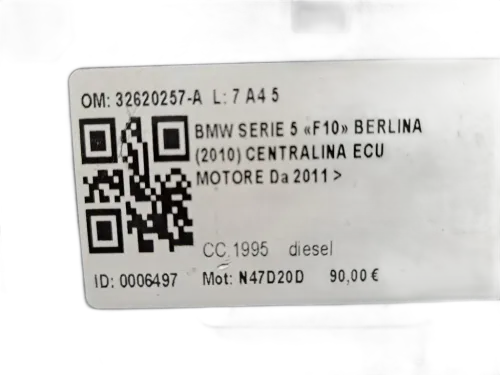 OM: 32620257-A L: 7 A4 5
BMW SERIE 5 «F10» BERLINA
(2010) CENTRALINA ECU
MOTORE Da 2011 >
CC 1995 diesel
ID: 0006497 Mot: N47D20D 90,00 €